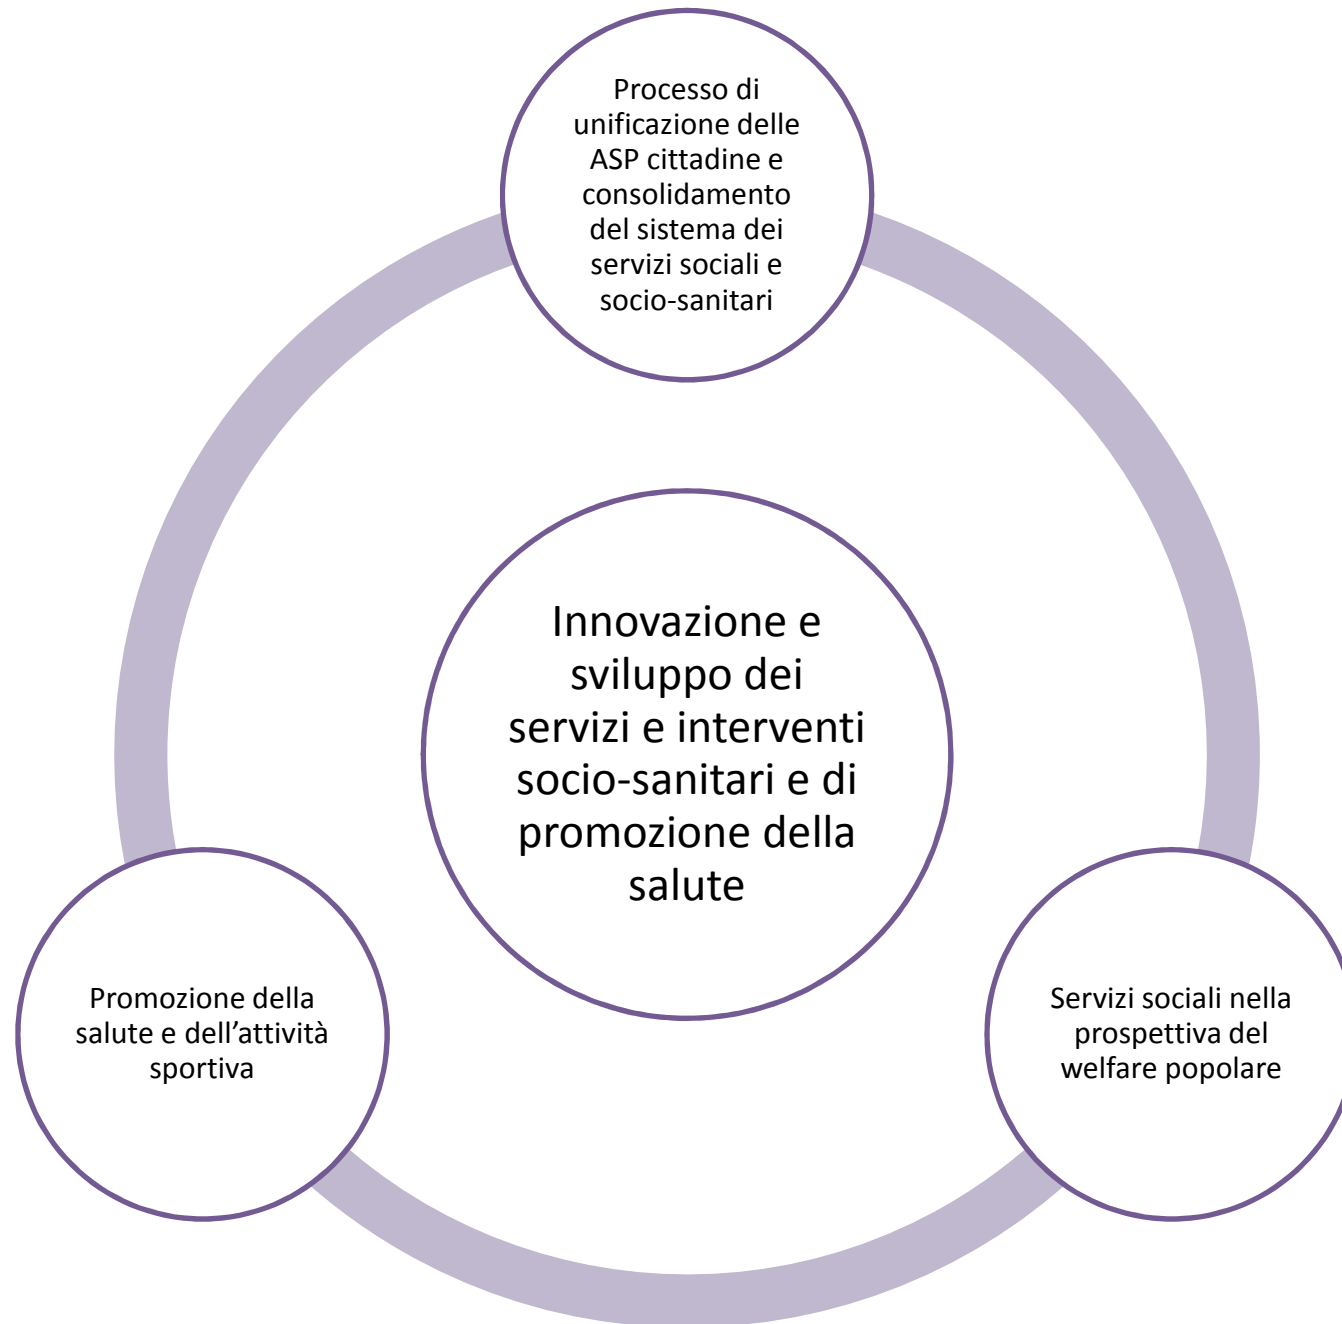 Processo di
unificazione delle
ASP cittadine e
consolidamento
del sistema dei
servizi sociali e
socio-sanitari
Innovazione e
sviluppo dei
servizi e interventi
socio-sanitari e di
promozione della
salute
Promozione della
salute e dell’attività
sportiva
Servizi sociali nella
prospettiva del
welfare popolare